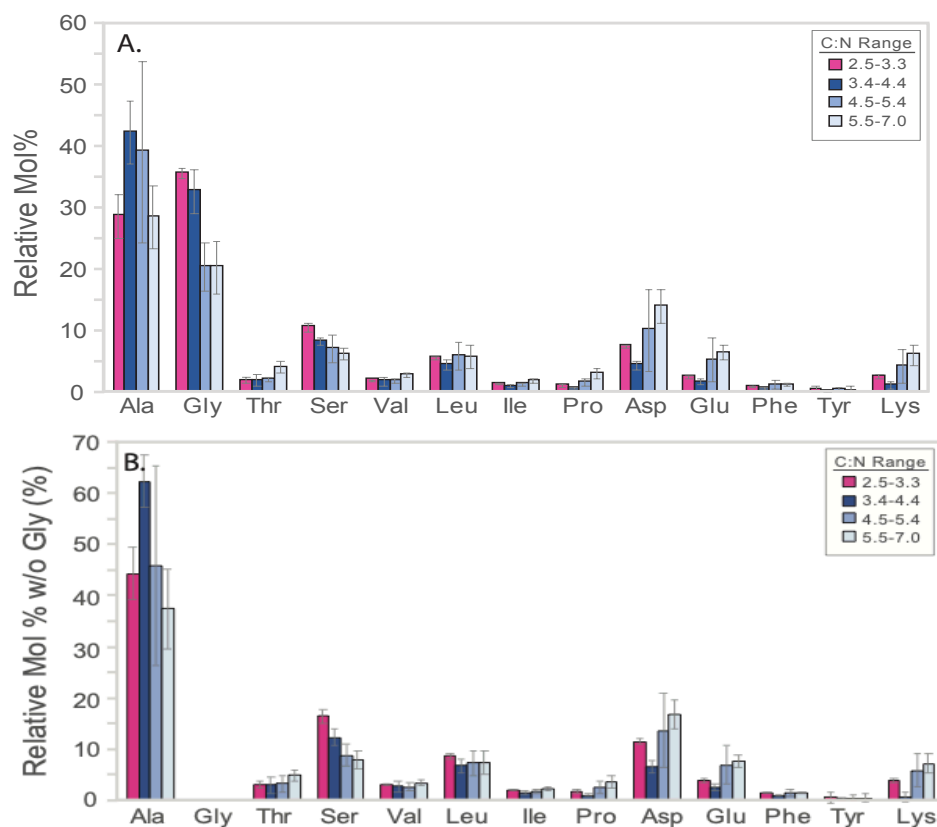 A.
Relative Mol%
60
50
40
30
20
10
0
C:N Range
2.5-3.3
3.4-4.4
4.5-5.4
5.5-7.0
Ala Gly Thr Ser Val Leu Ile Pro Asp Glu Phe Tyr Lys
B.
Relative Mol % w/o Gly (%)
70
60
50
40
30
20
10
0
C:N Range
2.5-3.3
3.4-4.4
4.5-5.4
5.5-7.0
Ala Gly Thr Ser Val Leu Ile Pro Asp Glu Phe Tyr Lys